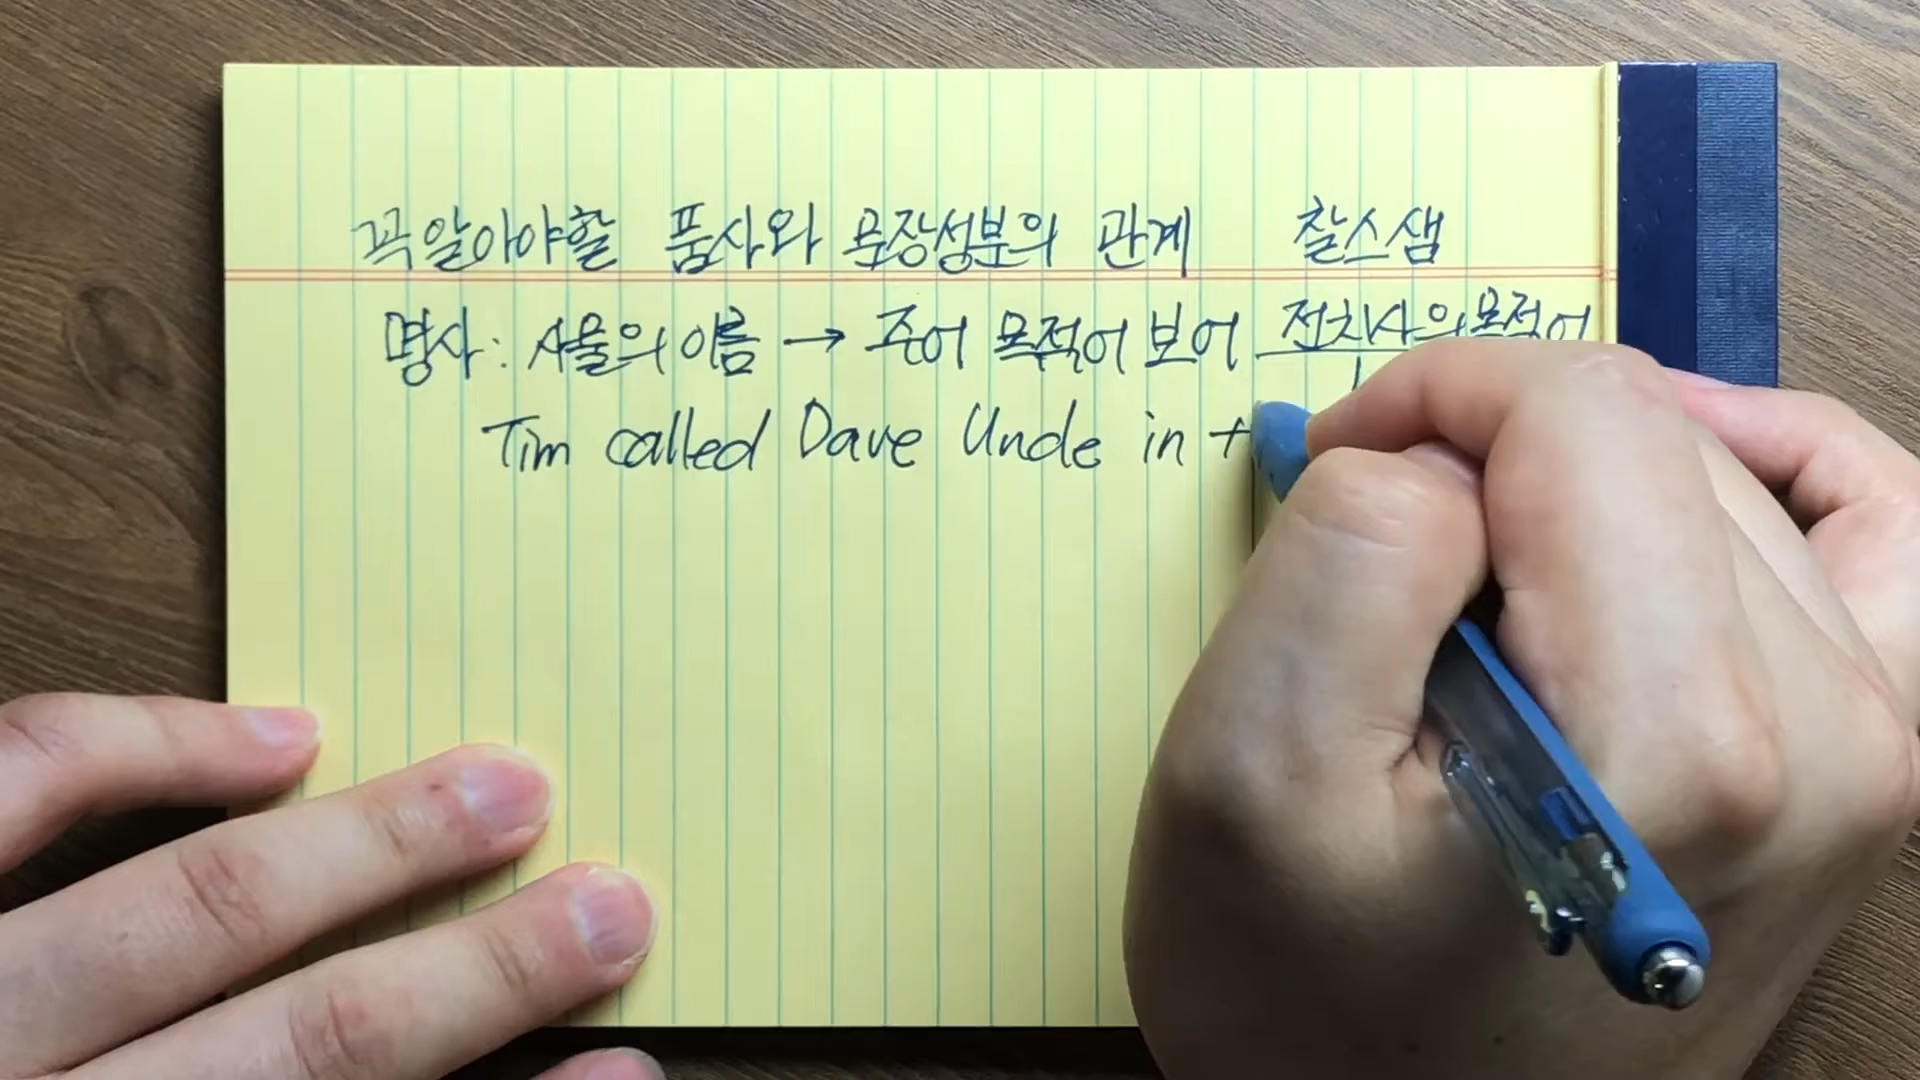 꼭알아야할 품사와 문장성분의 관계 찰스샘
명사: 사물의 이름 → 주어 목적어 보어 전치사의 목적어
Tim called Dave Uncle in t